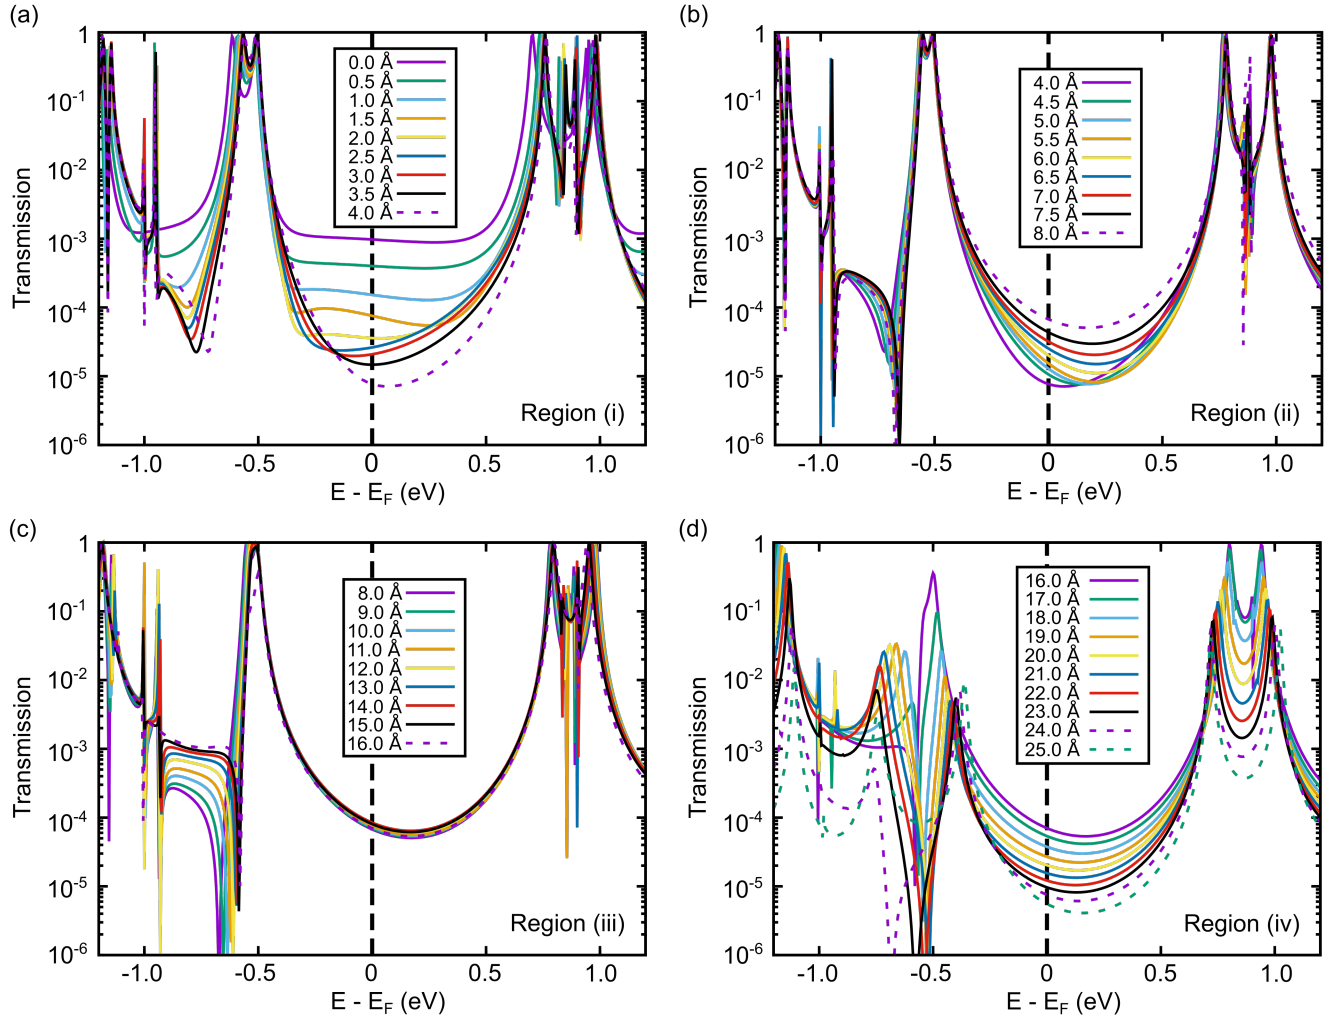 (a)
Transmission
1
10-1
10-2
10-3
10-4
10-5
10-6
0.0 Å
0.5 Å
1.0 Å
1.5 Å
2.0 Å
2.5 Å
3.0 Å
3.5 Å
4.0 Å
Region (i)
-1.0 -0.5 0 0.5 1.0
E - EF (eV)
(b)
Transmission
1
10-1
10-2
10-3
10-4
10-5
10-6
4.0 Å
4.5 Å
5.0 Å
5.5 Å
6.0 Å
6.5 Å
7.0 Å
7.5 Å
8.0 Å
Region (ii)
-1.0 -0.5 0 0.5 1.0
E - EF (eV)
(c)
Transmission
1
10-1
10-2
10-3
10-4
10-5
10-6
8.0 Å
9.0 Å
10.0 Å
11.0 Å
12.0 Å
13.0 Å
14.0 Å
15.0 Å
16.0 Å
Region (iii)
-1.0 -0.5 0 0.5 1.0
E - EF (eV)
(d)
Transmission
1
10-1
10-2
10-3
10-4
10-5
10-6
16.0 Å
17.0 Å
18.0 Å
19.0 Å
20.0 Å
21.0 Å
22.0 Å
23.0 Å
24.0 Å
25.0 Å
Region (iv)
-1.0 -0.5 0 0.5 1.0
E - EF (eV)